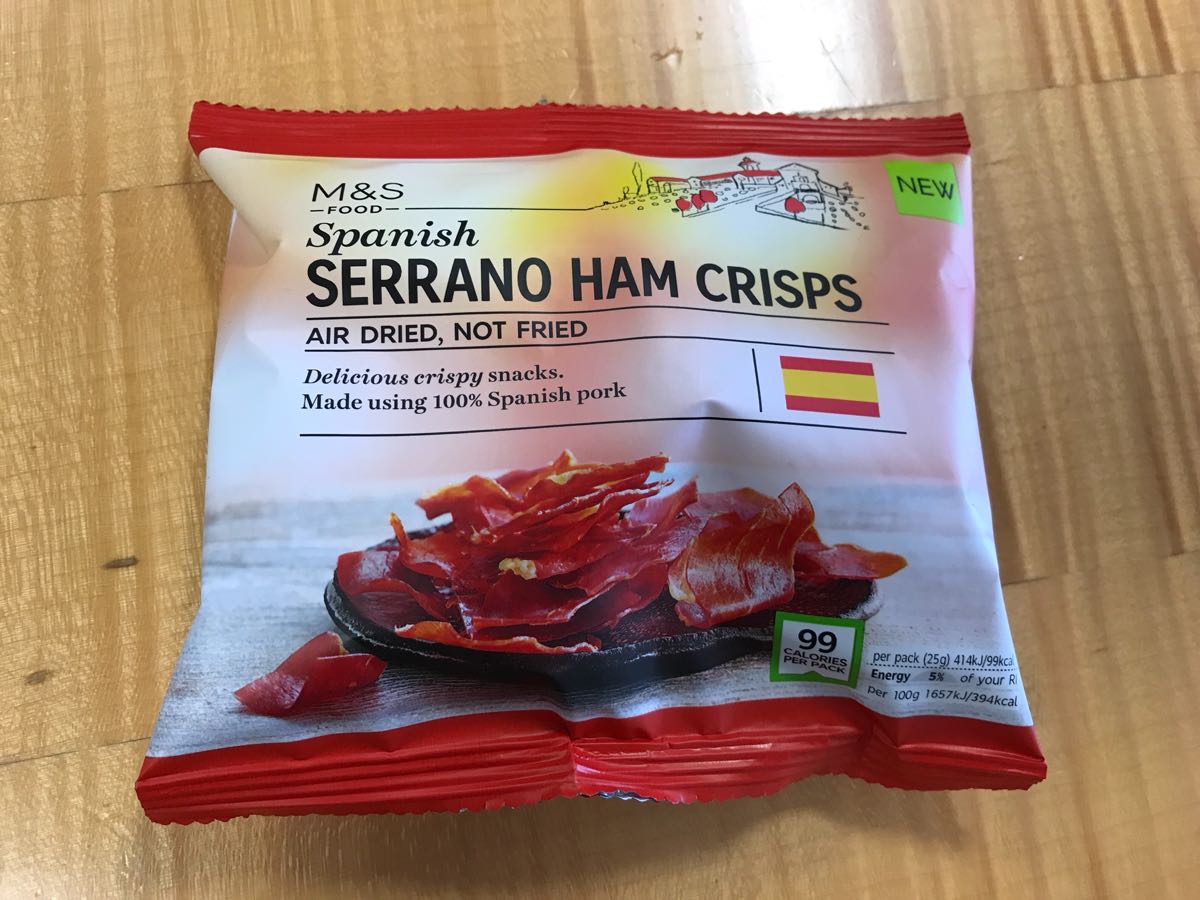 M&S
FOOD
NEW
Spanish
SERRANO HAM CRISPS
AIR DRIED, NOT FRIED
Delicious crispy snacks.
Made using 100% Spanish pork
99
CALORIES
PER PACK
per pack (25g) 414kJ/99kcal
Energy 5% of your RI
per 100g 1657kJ/394kcal